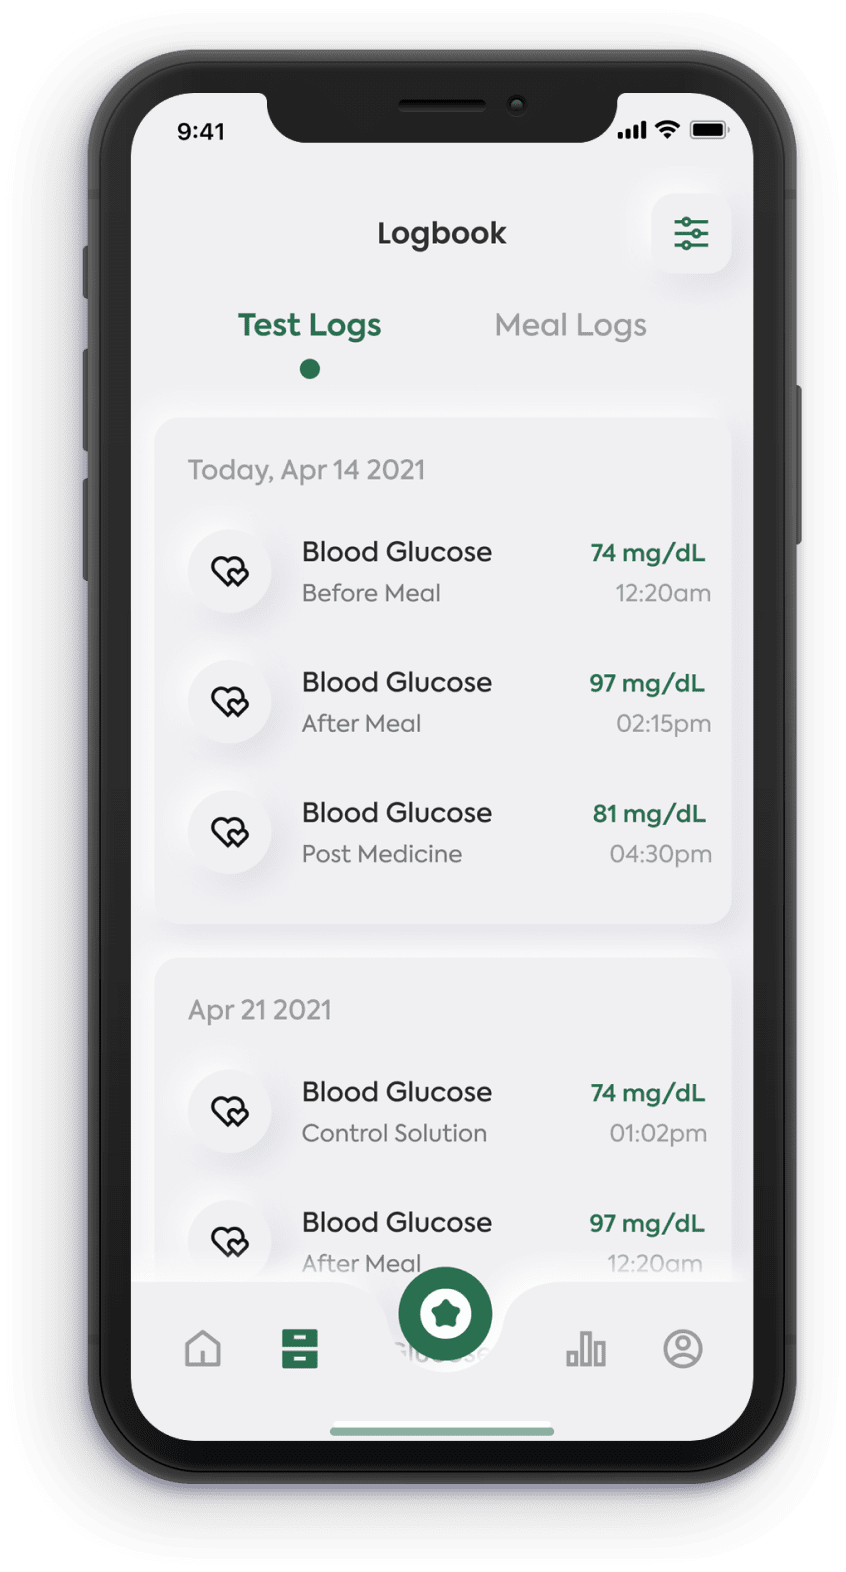 9:41
Logbook
Test Logs Meal Logs
Today, Apr 14 2021
Blood Glucose 74 mg/dL
Before Meal 12:20am
Blood Glucose 97 mg/dL
After Meal 02:15pm
Blood Glucose 81 mg/dL
Post Medicine 04:30pm
Apr 21 2021
Blood Glucose 74 mg/dL
Control Solution 01:02pm
Blood Glucose 97 mg/dL
After Meal 12:20am
Glucose